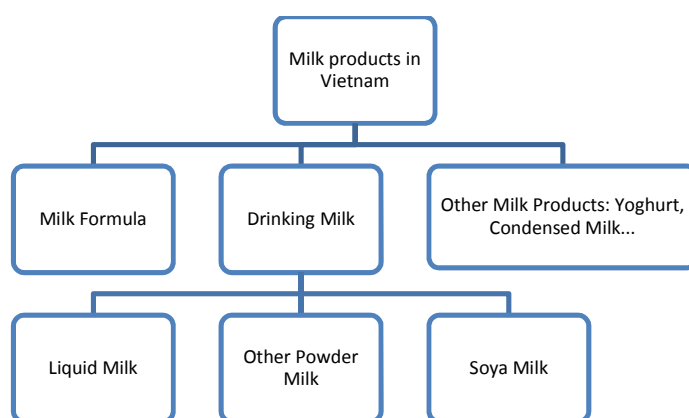 Milk products in
Vietnam
Milk Formula
Drinking Milk
Other Milk Products: Yoghurt,
Condensed Milk...
Liquid Milk
Other Powder
Milk
Soya Milk